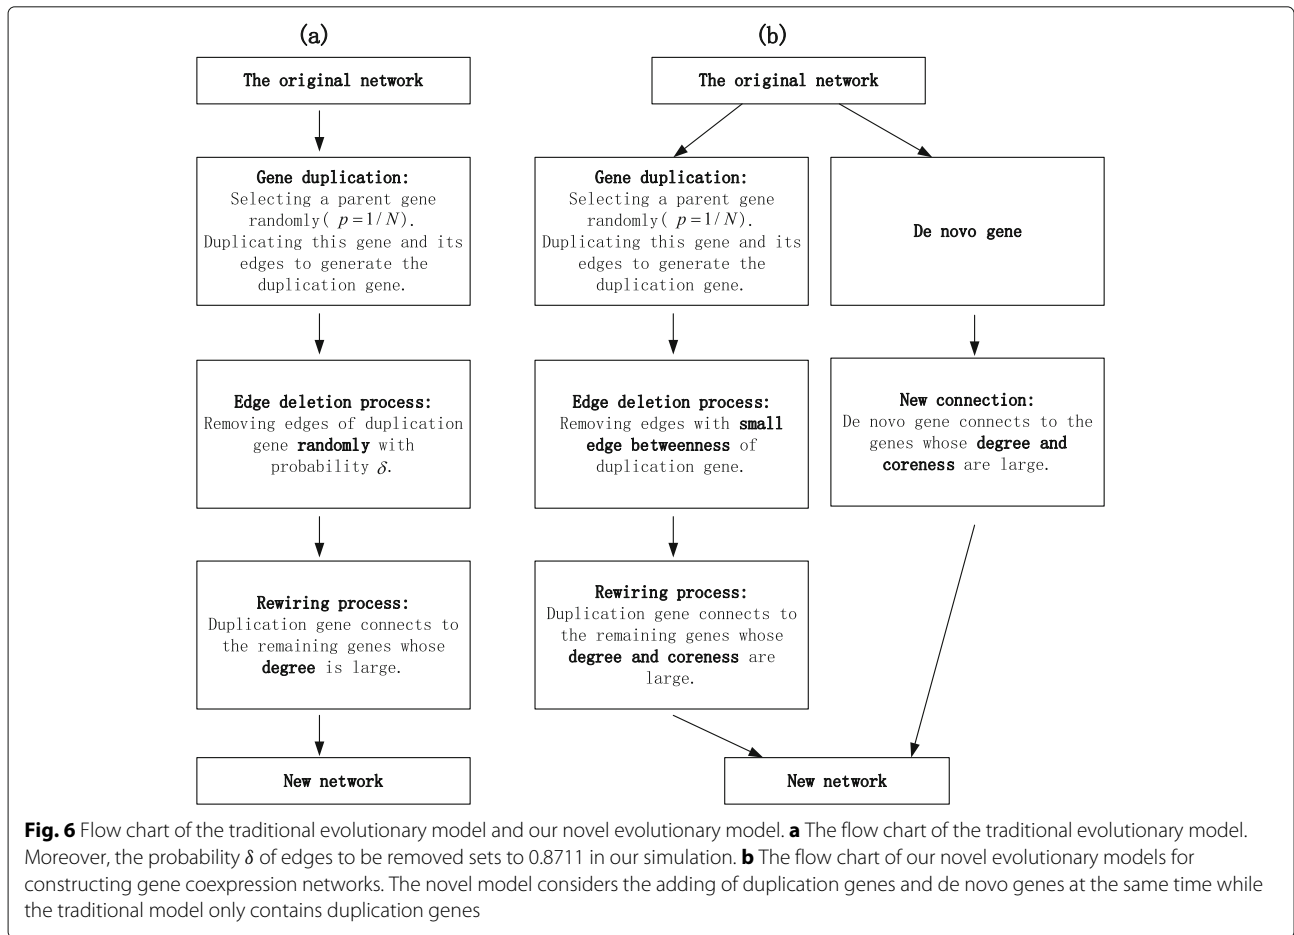 (a)
The original network
Gene duplication:
Selecting a parent gene
randomly( p=1/N).
Duplicating this gene and its
edges to generate the
duplication gene.
Edge deletion process:
Removing edges of duplication
gene randomly with
probability δ.
Rewiring process:
Duplication gene connects to
the remaining genes whose
degree is large.
New network
(b)
The original network
Gene duplication:
Selecting a parent gene
randomly( p=1/N).
Duplicating this gene and its
edges to generate the
duplication gene.
Edge deletion process:
Removing edges with small
edge betweenness of
duplication gene.
Rewiring process:
Duplication gene connects to
the remaining genes whose
degree and coreness are
large.
De novo gene
New connection:
De novo gene connects to the
genes whose degree and
coreness are large.
New network
Fig. 6 Flow chart of the traditional evolutionary model and our novel evolutionary model. a The flow chart of the traditional evolutionary model.
Moreover, the probability δ of edges to be removed sets to 0.8711 in our simulation. b The flow chart of our novel evolutionary models for
constructing gene coexpression networks. The novel model considers the adding of duplication genes and de novo genes at the same time while
the traditional model only contains duplication genes